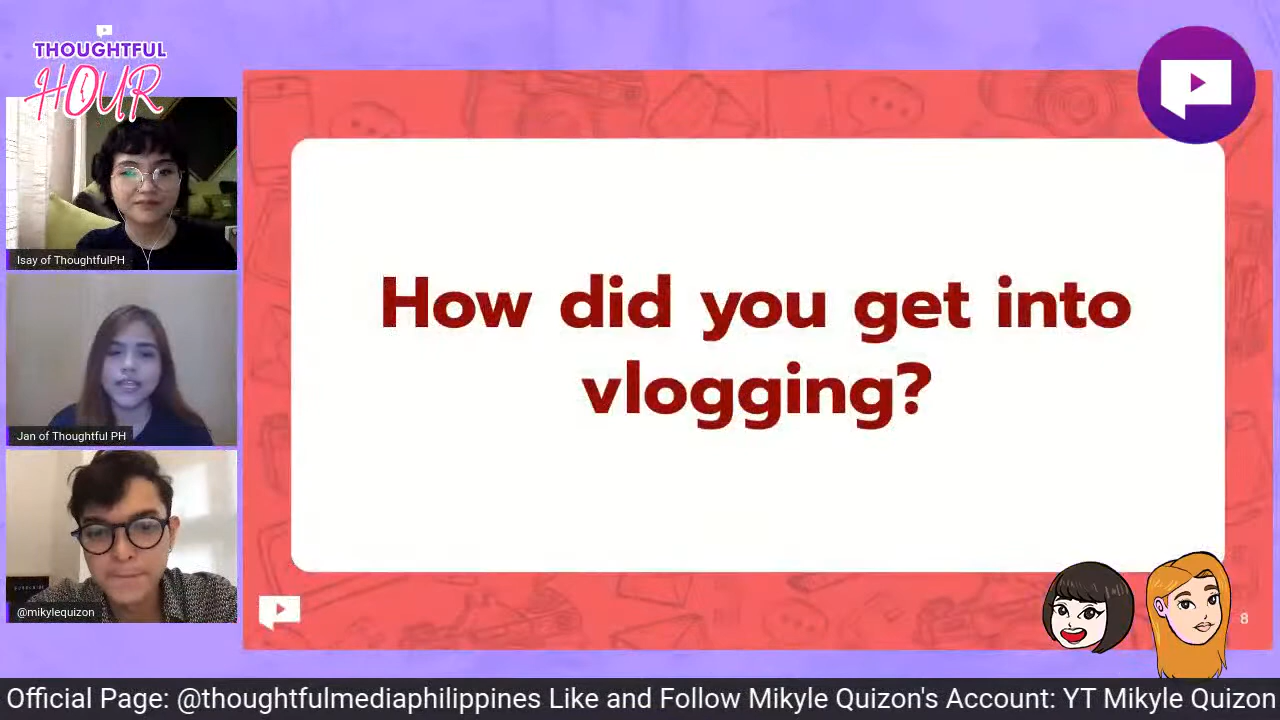 THOUGHTFUL
HOUR
Isay of ThoughtfulPH
Jan of Thoughtful PH
@mikylequizon
How did you get into
vlogging?
8
Official Page: @thoughtfulmediaphilippines Like and Follow Mikyle Quizon's Account: YT Mikyle Quizon